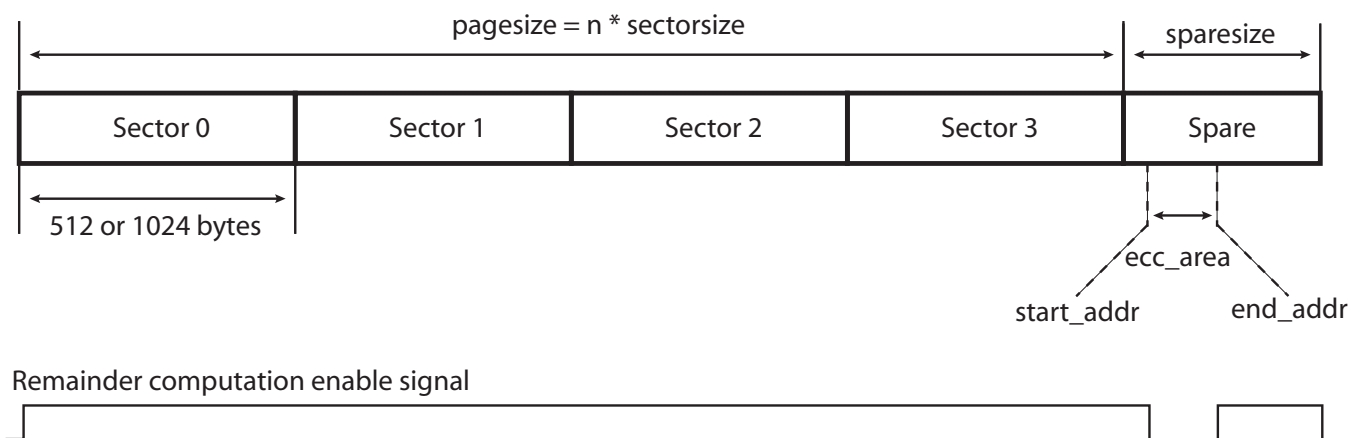 pagesize = n * sectorsize
sparesize
Sector 0
Sector 1
Sector 2
Sector 3
Spare
512 or 1024 bytes
ecc_area
start_addr
end_addr
Remainder computation enable signal